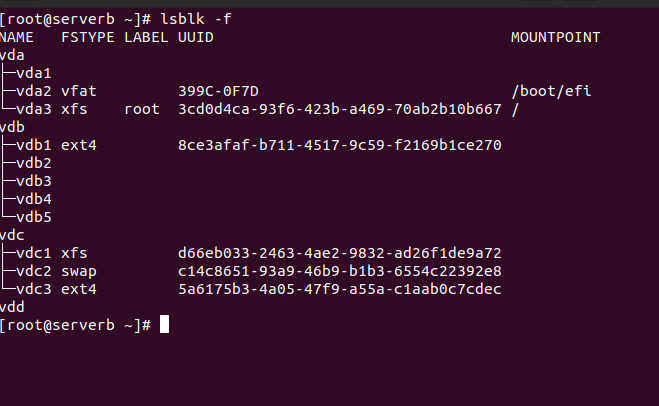 [root@serverb ~]# lsblk -f
NAME   FSTYPE LABEL UUID                                 MOUNTPOINT
vda
├─vda1
├─vda2 vfat         399C-0F7D                            /boot/efi
└─vda3 xfs    root  3cd0d4ca-93f6-423b-a469-70ab2b10b667 /
vdb
├─vdb1 ext4         8ce3afaf-b711-4517-9c59-f2169b1ce270
├─vdb2
├─vdb3
├─vdb4
└─vdb5
vdc
├─vdc1 xfs          d66eb033-2463-4ae2-9832-ad26f1de9a72
├─vdc2 swap         c14c8651-93a9-46b9-b1b3-6554c22392e8
└─vdc3 ext4         5a6175b3-4a05-47f9-a55a-c1aab0c7cdec
vdd
[root@serverb ~]#